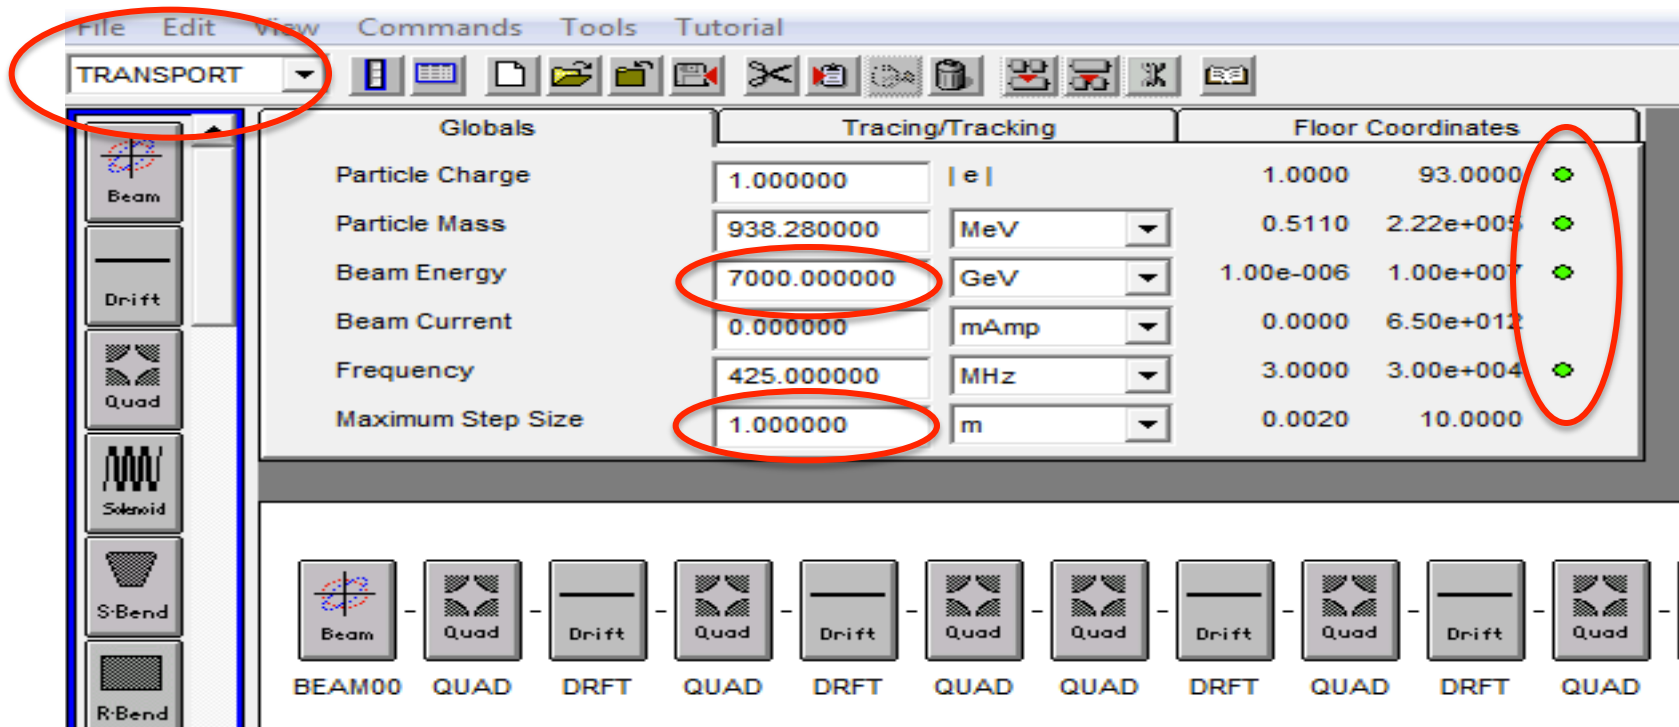 File Edit View Commands Tools Tutorial
TRANSPORT
Globals Tracing/Tracking Floor Coordinates
Particle Charge 1.000000 |e| 1.0000 93.0000
Particle Mass 938.280000 MeV 0.5110 2.22e+005
Beam Energy 7000.000000 GeV 1.00e-006 1.00e+007
Beam Current 0.000000 mAmp 0.0000 6.50e+012
Frequency 425.000000 MHz 3.0000 3.00e+004
Maximum Step Size 1.000000 m 0.0020 10.0000
Beam
Drift
Quad
Solenoid
S-Bend
R-Bend
Beam Quad Drift Quad Drift Quad Quad Drift Quad Drift Quad
BEAM00 QUAD DRFT QUAD DRFT QUAD QUAD DRFT QUAD DRFT QUAD